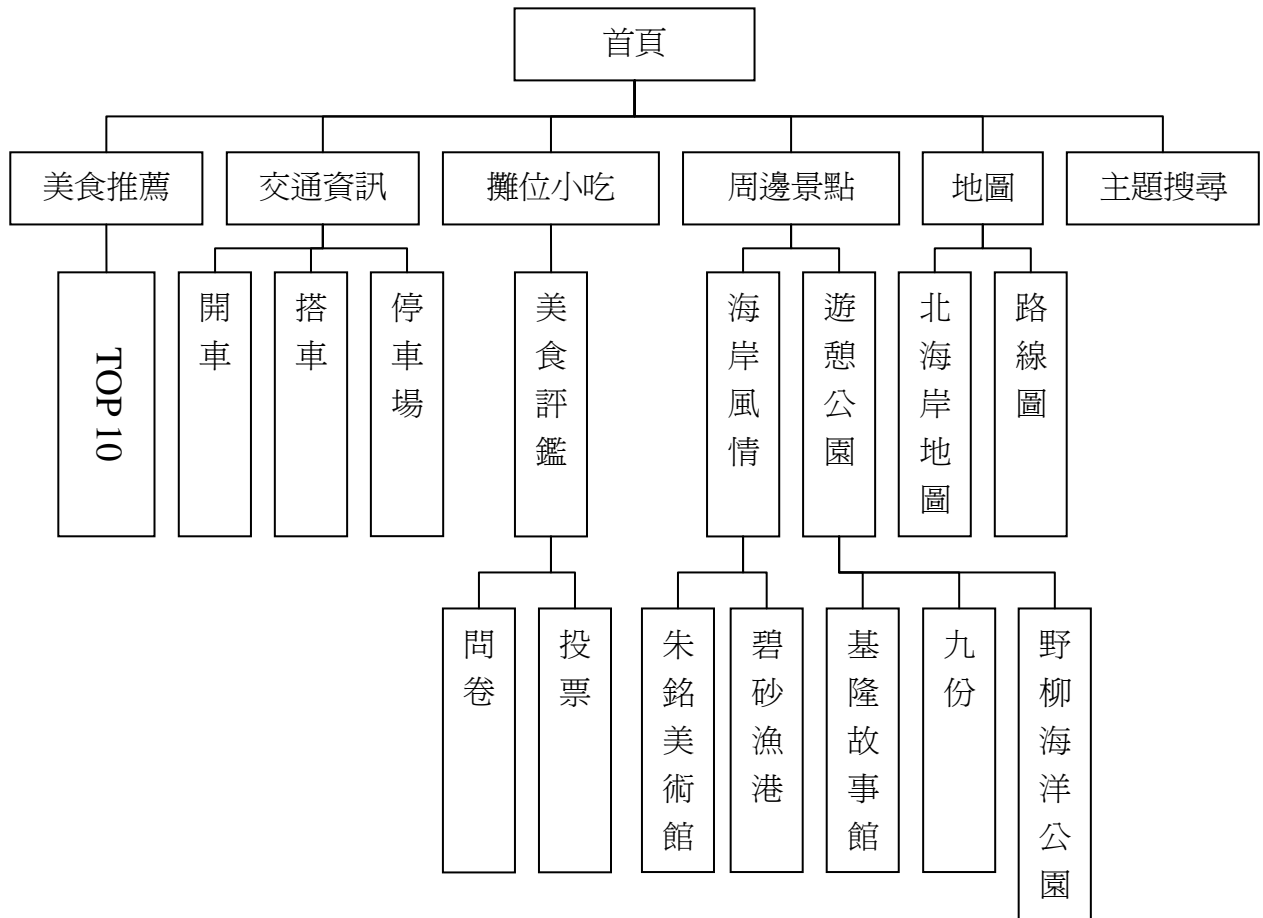 首頁
美食推薦
交通資訊
攤位小吃
周邊景點
地圖
主題搜尋
TOP 10
開車
搭車
停車場
美食評鑑
海岸風情
遊憩公園
北海岸地圖
路線圖
問卷
投票
朱銘美術館
碧砂漁港
基隆故事館
九份
野柳海洋公園